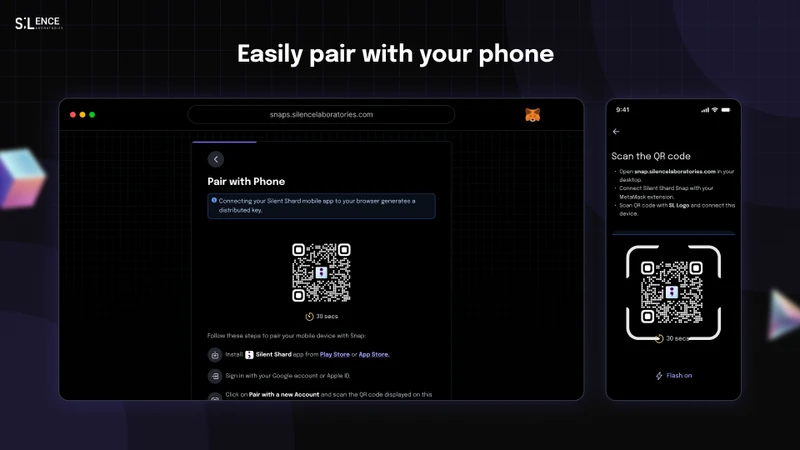 SiLENCE
LABORATORIES
Easily pair with your phone
snaps.silencelaboratories.com
Pair with Phone
Connecting your Silent Shard mobile app to your browser generates a
distributed key.
30 secs
Follow these steps to pair your mobile device with Snap:
Install Silent Shard app from Play Store or App Store.
Sign in with your Google account or Apple ID.
Click on Pair with a new Account and scan the QR code displayed on this
9:41
Scan the QR code
• Open snap.silencelaboratories.com in your
desktop.
• Connect Silent Shard Snap with your
MetaMask extension.
• Scan QR code with SL Logo and connect this
device.
30 secs
Flash on